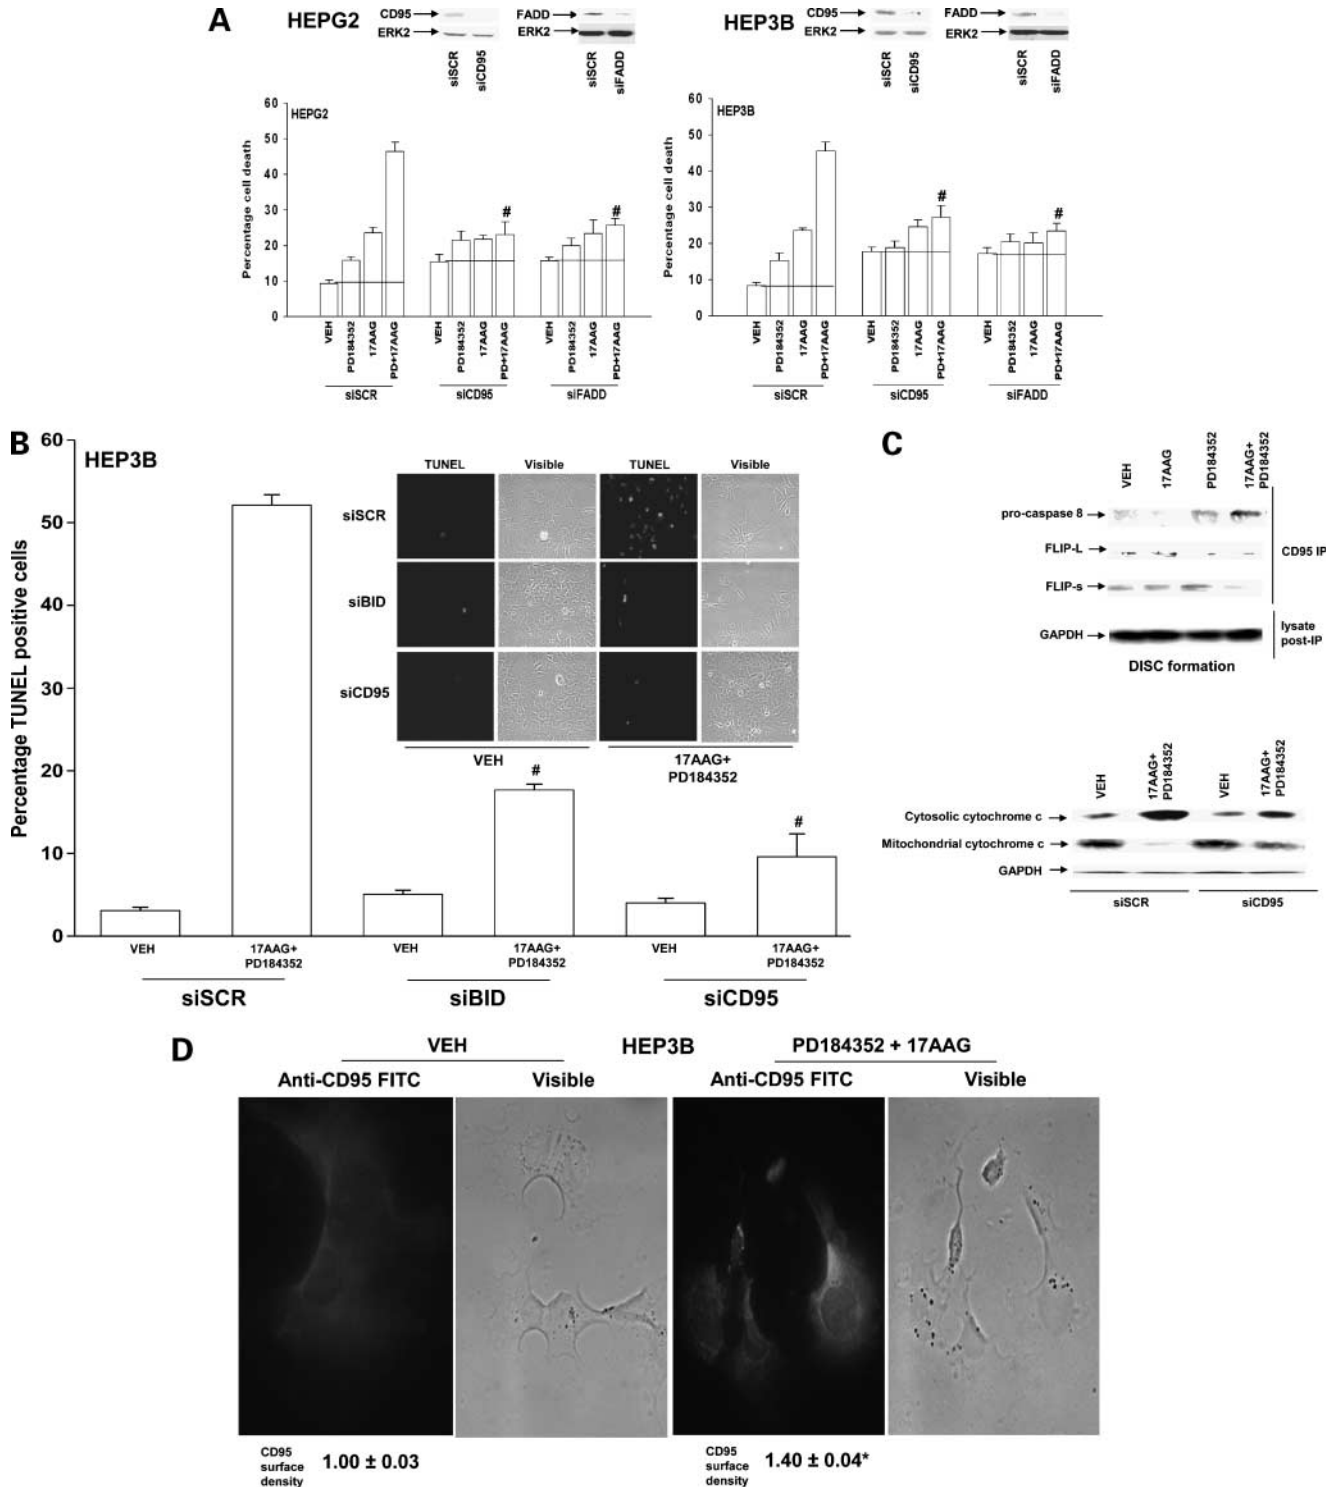 A
HEPG2
CD95
ERK2
siSCR
siCD95
FADD
ERK2
siSCR
siFADD
HEP3B
CD95
ERK2
siSCR
siCD95
FADD
ERK2
siSCR
siFADD
HEPG2
Percentage cell death
60
50
40
30
20
10
0
#
#
VEH
PD184352
17AAG
PD+17AAG
VEH
PD184352
17AAG
PD+17AAG
VEH
PD184352
17AAG
PD+17AAG
siSCR
siCD95
siFADD
HEP3B
Percentage cell death
60
50
40
30
20
10
0
#
#
VEH
PD184352
17AAG
PD+17AAG
VEH
PD184352
17AAG
PD+17AAG
VEH
PD184352
17AAG
PD+17AAG
siSCR
siCD95
siFADD
B
HEP3B
Percentage TUNEL positive cells
60
50
40
30
20
10
0
TUNEL
Visible
TUNEL
Visible
siSCR
siBID
siCD95
VEH
17AAG+
PD184352
#
#
VEH
17AAG+
PD184352
VEH
17AAG+
PD184352
VEH
17AAG+
PD184352
siSCR
siBID
siCD95
C
VEH
17AAG
PD184352
17AAG+
PD184352
pro-caspase 8
FLIP-L
FLIP-s
GAPDH
CD95 IP
lysate
post-IP
DISC formation
VEH
17AAG+
PD184352
VEH
17AAG+
PD184352
Cytosolic cytochrome c
Mitochondrial cytochrome c
GAPDH
siSCR
siCD95
D
VEH
HEP3B
PD184352 + 17AAG
Anti-CD95 FITC
Visible
Anti-CD95 FITC
Visible
CD95
surface
density
1.00 ± 0.03
CD95
surface
density
1.40 ± 0.04*